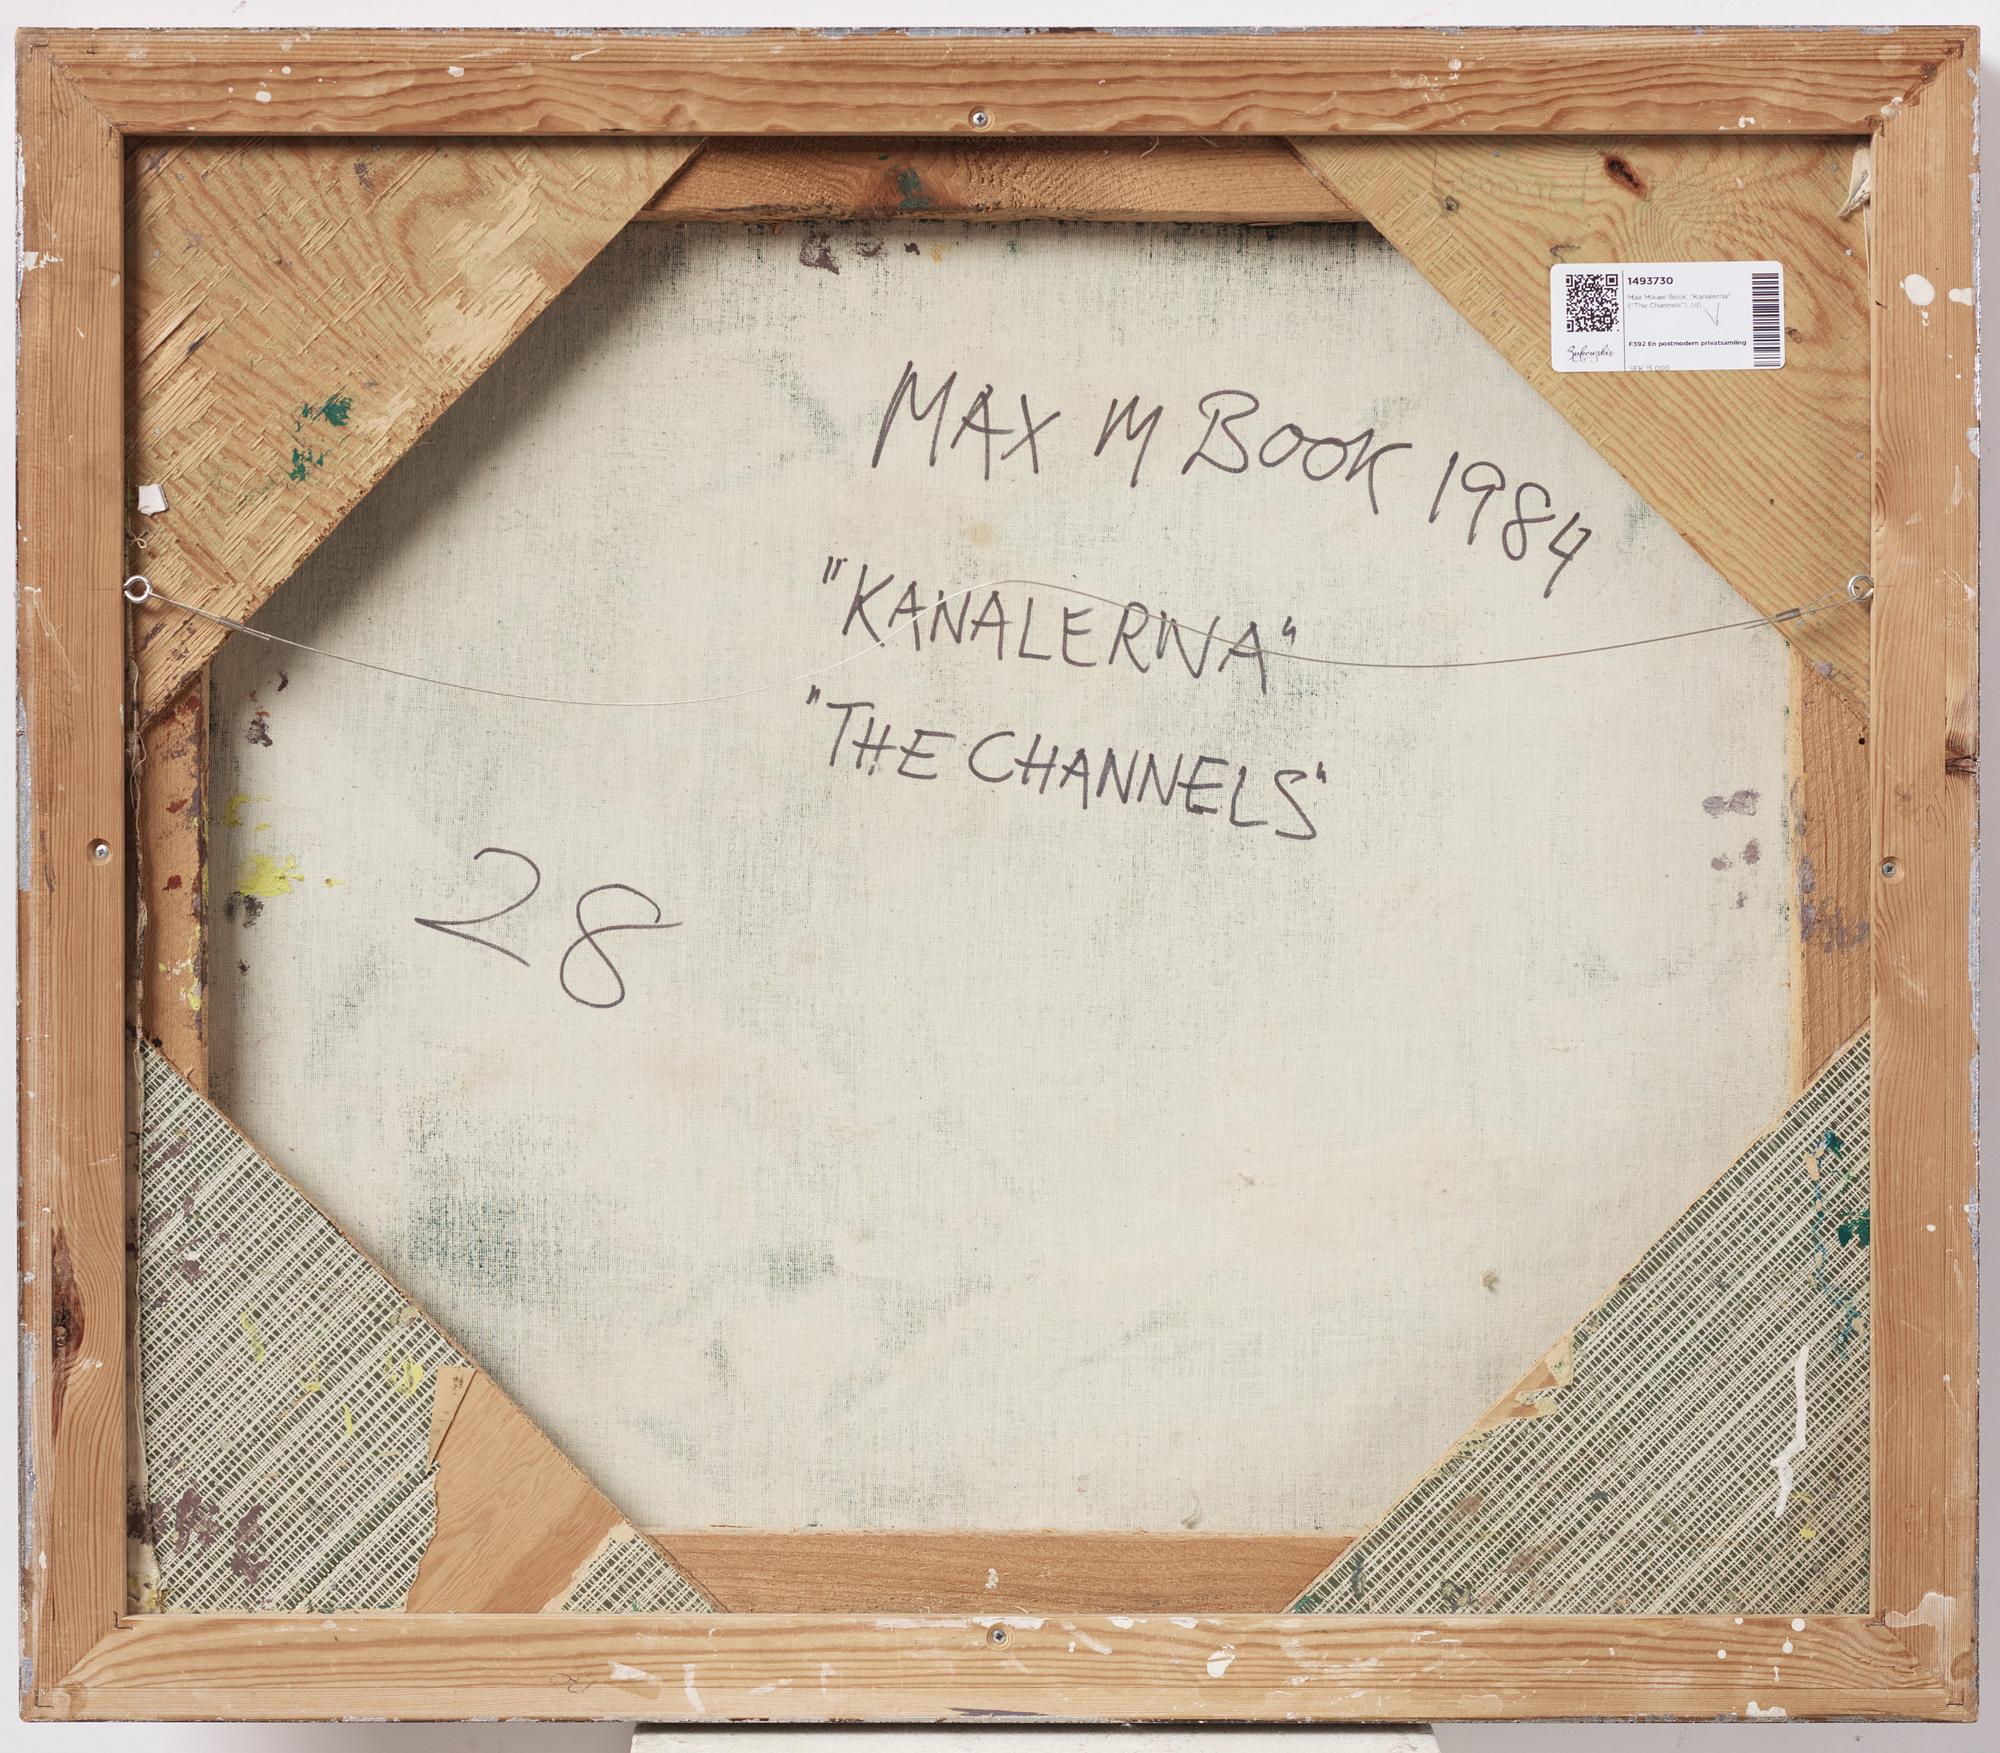 1493730
Max Mikael Book, "Kanalerna"
("The Channels"). (d)
F392 En postmodern privatsamling
Bukowskis
SEK 15 000
MAX M BOOK 1984
"KANALERNA"
"THE CHANNELS"
28